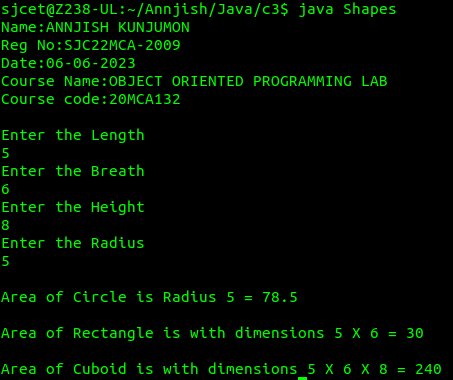 sjcet@Z238-UL:~/Annjish/Java/c3$ java Shapes
Name:ANNJISH KUNJUMON
Reg No:SJC22MCA-2009
Date:06-06-2023
Course Name:OBJECT ORIENTED PROGRAMMING LAB
Course code:20MCA132
Enter the Length
5
Enter the Breath
6
Enter the Height
8
Enter the Radius
5
Area of Circle is Radius 5 = 78.5
Area of Rectangle is with dimensions 5 X 6 = 30
Area of Cuboid is with dimensions 5 X 6 X 8 = 240